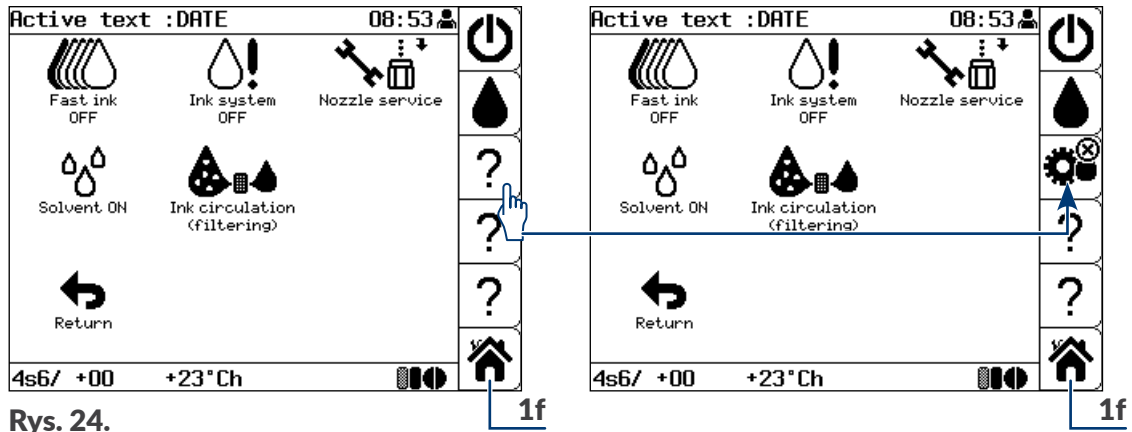 Active text :DATE 08:53
Fast ink OFF
Ink system OFF
Nozzle service
Solvent ON
Ink circulation (filtering)
Return
?
?
?
4s6/ +00 +23°Ch
1f
Active text :DATE 08:53
Fast ink OFF
Ink system OFF
Nozzle service
Solvent ON
Ink circulation (filtering)
Return
?
?
4s6/ +00 +23°Ch
1f
Rys. 24.